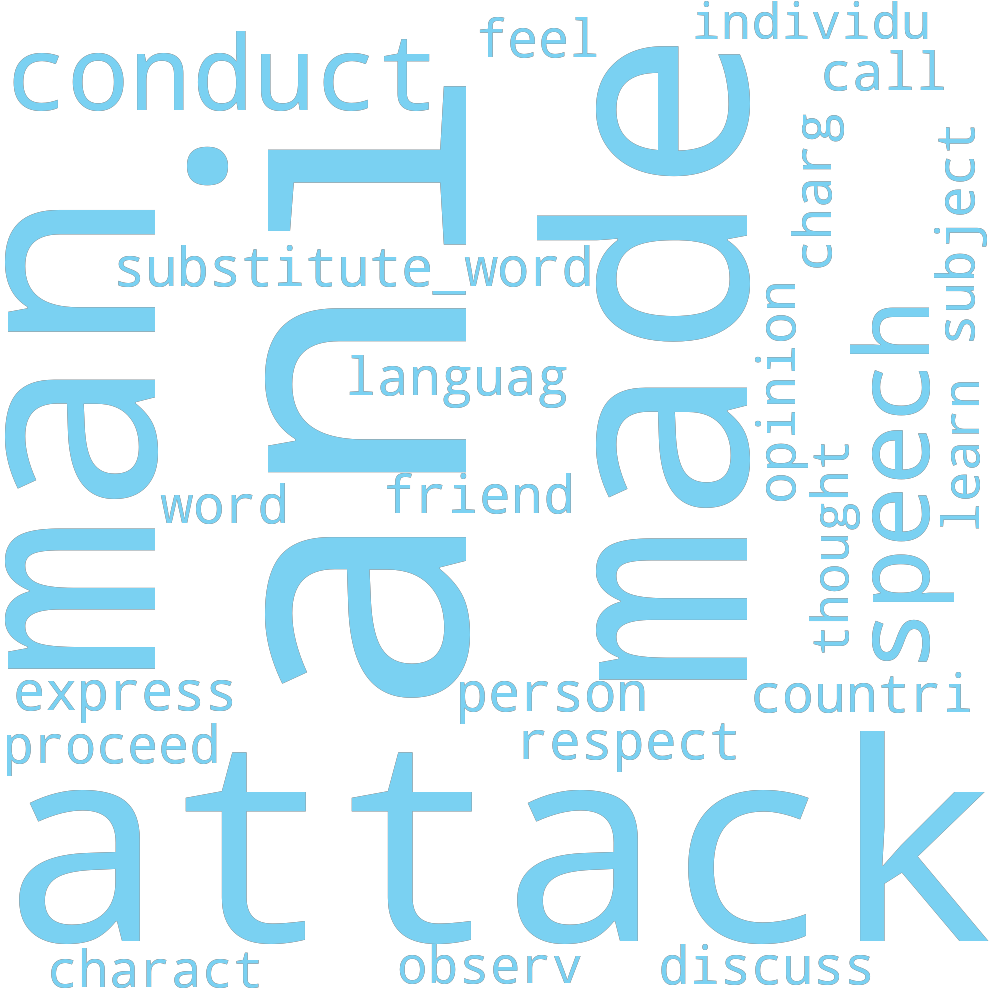 individu
feel
conduct
call
charg
subject
ani
made
man
substitute_word
opinion
speech
languag
learn
thought
friend
word
express
person
countri
proceed
respect
attack
charact
observ
discuss